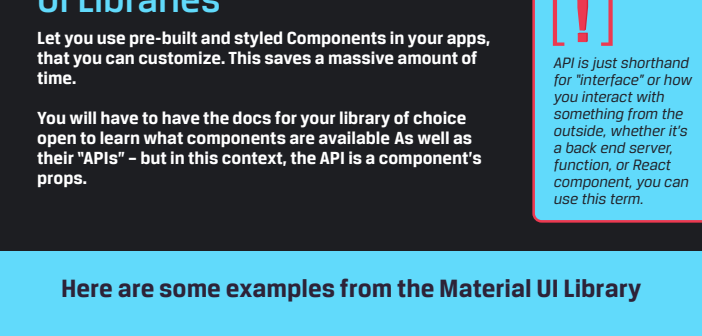 UI Libraries
Let you use pre-built and styled Components in your apps,
that you can customize. This saves a massive amount of
time.
You will have to have the docs for your library of choice
open to learn what components are available As well as
their "APIs" – but in this context, the API is a component's
props.
[!]
API is just shorthand
for "interface" or how
you interact with
something from the
outside, whether it's
a back end server,
function, or React
component, you can
use this term.
Here are some examples from the Material UI Library